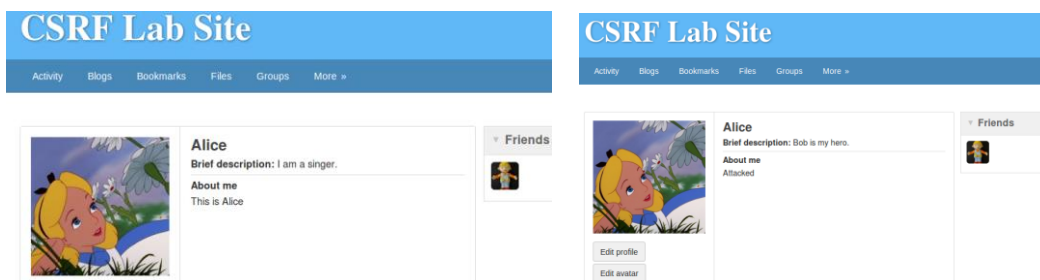 CSRF Lab Site
Activity Blogs Bookmarks Files Groups More »
Alice
Brief description: I am a singer.
About me
This is Alice
▼ Friends
CSRF Lab Site
Activity Blogs Bookmarks Files Groups More »
Alice
Brief description: Bob is my hero.
About me
Attacked
Edit profile
Edit avatar
▼ Friends